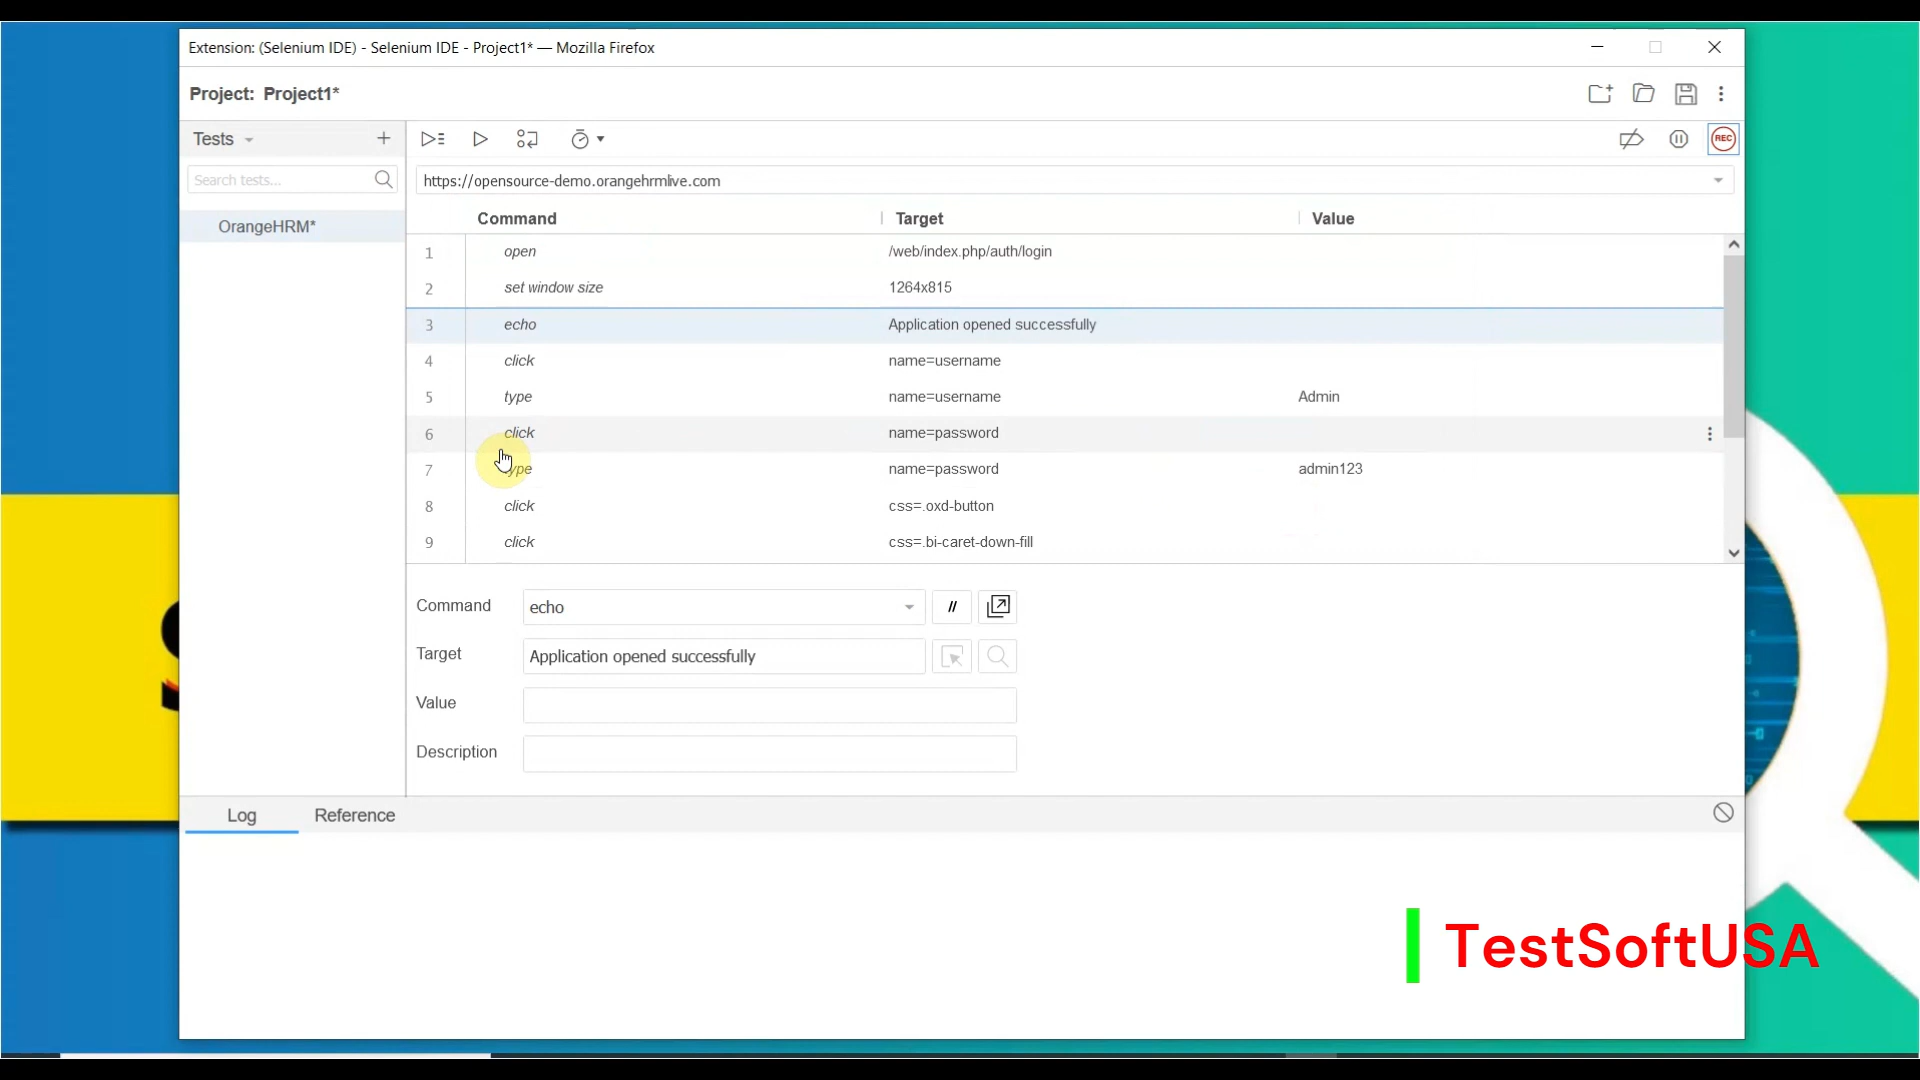 Extension: (Selenium IDE) - Selenium IDE - Project1* — Mozilla Firefox
Project: Project1*
Tests
REC
Search tests...
https://opensource-demo.orangehrmlive.com
OrangeHRM*
Command Target Value
1 open /web/index.php/auth/login
2 set window size 1264x815
3 echo Application opened successfully
4 click name=username
5 type name=username Admin
6 click name=password
7 type name=password admin123
8 click css=.oxd-button
9 click css=.bi-caret-down-fill
Command echo //
Target Application opened successfully
Value
Description
Log Reference
TestSoftUSA